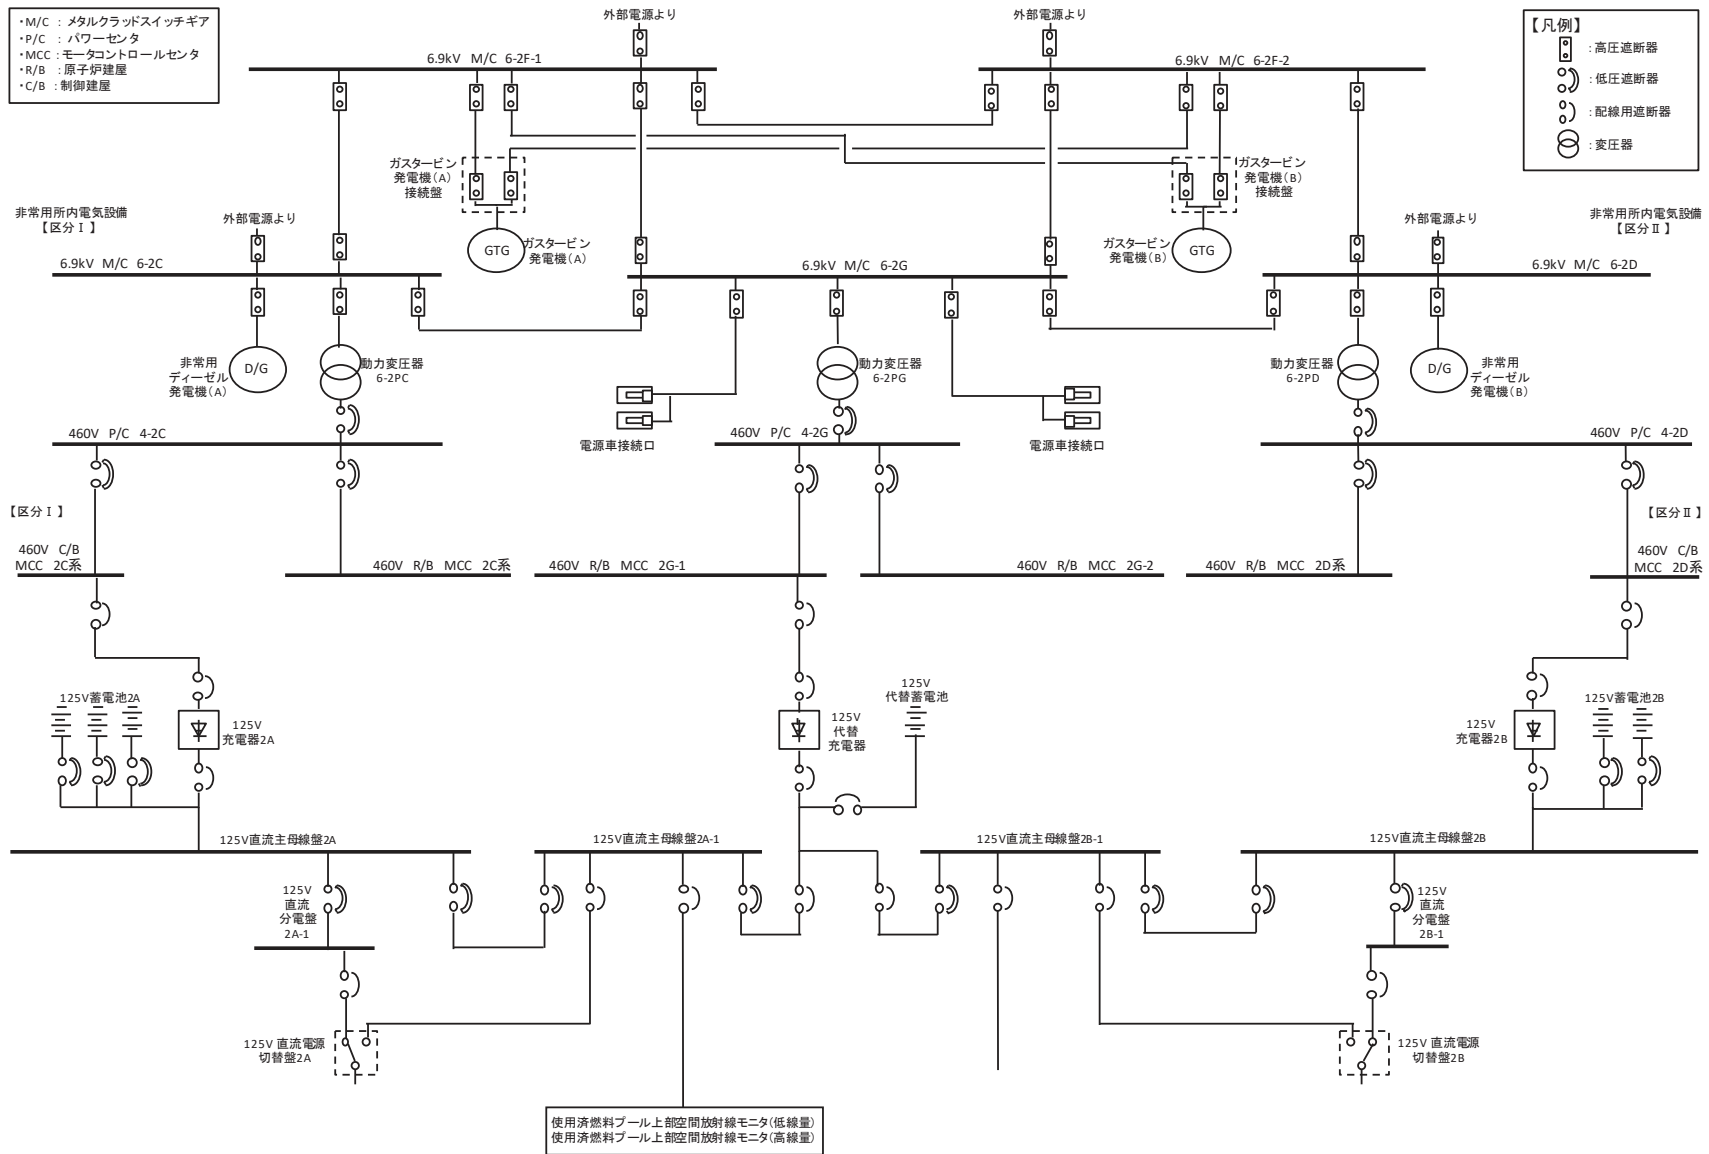 ・M/C ：メタルクラッドスイッチギア
・P/C ：パワーセンタ
・MCC ：モータコントロールセンタ
・R/B ：原子炉建屋
・C/B ：制御建屋
外部電源より
外部電源より
【凡例】
：高圧遮断器
：低圧遮断器
：配線用遮断器
：変圧器
6.9kV M/C 6-2F-1
6.9kV M/C 6-2F-2
ガスタービン
発電機(A)
接続盤
ガスタービン
発電機(B)
接続盤
非常用所内電気設備
【区分Ⅰ】
外部電源より
GTG
ガスタービン
発電機(A)
ガスタービン
発電機(B)
GTG
外部電源より
非常用所内電気設備
【区分Ⅱ】
6.9kV M/C 6-2C
6.9kV M/C 6-2G
6.9kV M/C 6-2D
非常用
ディーゼル
発電機(A)
D/G
動力変圧器
6-2PC
動力変圧器
6-2PG
動力変圧器
6-2PD
D/G
非常用
ディーゼル
発電機(B)
電源車接続口
電源車接続口
460V P/C 4-2C
460V P/C 4-2G
460V P/C 4-2D
【区分Ⅰ】
【区分Ⅱ】
460V C/B
MCC 2C系
460V R/B MCC 2C系
460V R/B MCC 2G-1
460V R/B MCC 2G-2
460V R/B MCC 2D系
460V C/B
MCC 2D系
125V蓄電池2A
125V
充電器2A
125V
代替
充電器
125V
代替蓄電池
125V
充電器2B
125V蓄電池2B
125V直流主母線盤2A
125V直流主母線盤2A-1
125V直流主母線盤2B-1
125V直流主母線盤2B
125V
直流
分電盤
2A-1
125V
直流
分電盤
2B-1
125V 直流電源
切替盤2A
125V 直流電源
切替盤2B
使用済燃料プール上部空間放射線モニタ(低線量)
使用済燃料プール上部空間放射線モニタ(高線量)